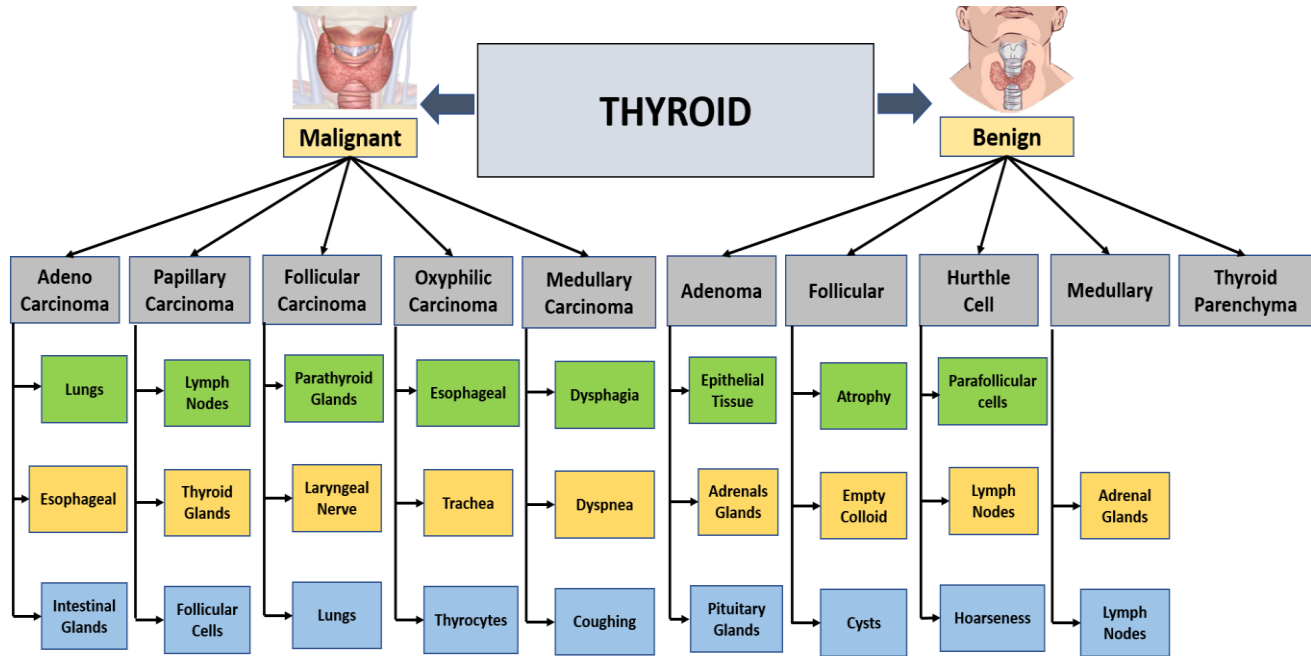 THYROID
Malignant
Benign
Adeno
Carcinoma
Papillary
Carcinoma
Follicular
Carcinoma
Oxyphilic
Carcinoma
Medullary
Carcinoma
Adenoma
Follicular
Hurthle
Cell
Medullary
Thyroid
Parenchyma
Lungs
Lymph
Nodes
Parathyroid
Glands
Esophageal
Dysphagia
Epithelial
Tissue
Atrophy
Parafollicular
cells
Esophageal
Thyroid
Glands
Laryngeal
Nerve
Trachea
Dyspnea
Adrenals
Glands
Empty
Colloid
Lymph
Nodes
Adrenal
Glands
Intestinal
Glands
Follicular
Cells
Lungs
Thyrocytes
Coughing
Pituitary
Glands
Cysts
Hoarseness
Lymph
Nodes